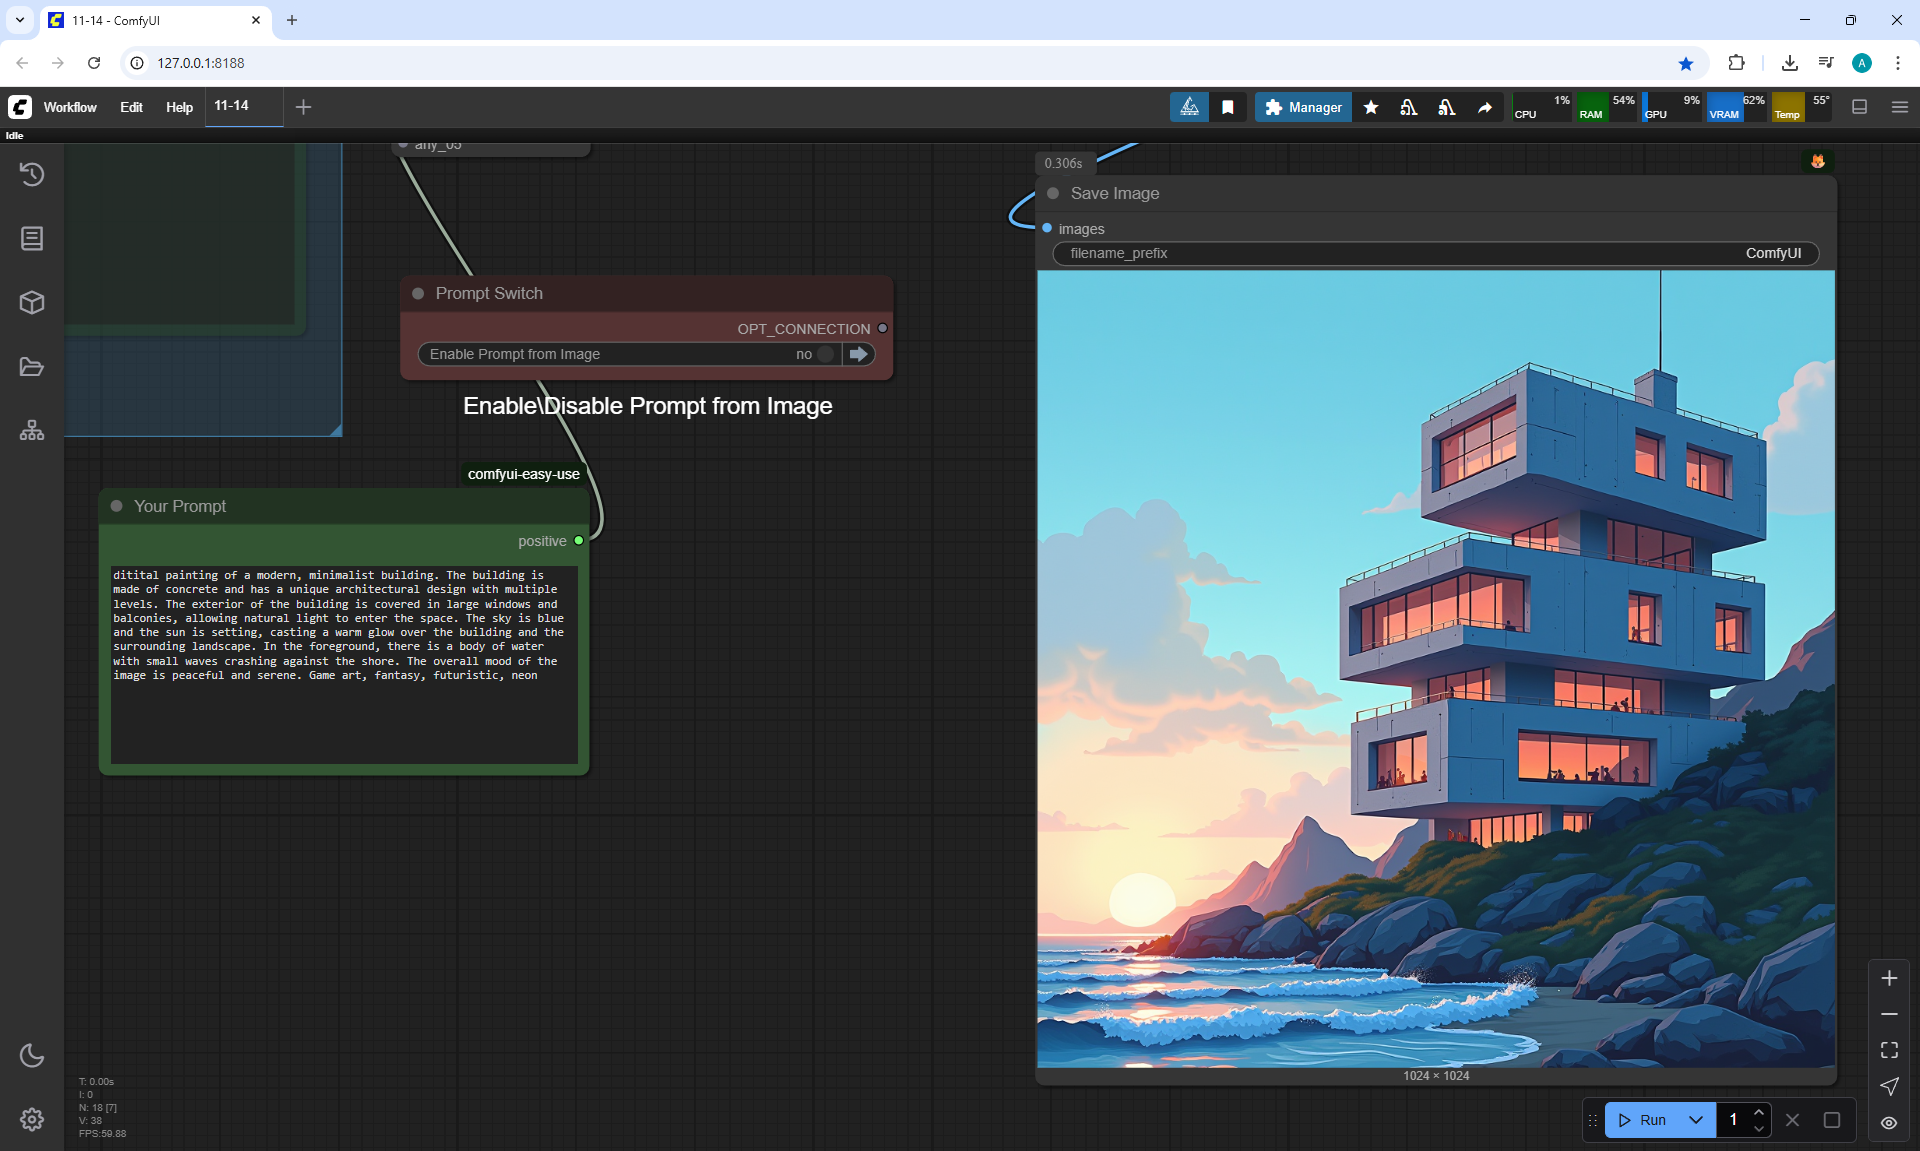 11-14 - ComfyUI
127.0.0.1:8188
A
Workflow Edit Help 11-14
Manager
CPU 1% RAM 54% GPU 9% VRAM 62% Temp 55°
Idle
any_05
0.306s
Save Image
images
filename_prefix ComfyUI
Prompt Switch
OPT_CONNECTION
Enable Prompt from Image no
Enable\Disable Prompt from Image
comfyui-easy-use
Your Prompt
positive
ditital painting of a modern, minimalist building. The building is
made of concrete and has a unique architectural design with multiple
levels. The exterior of the building is covered in large windows and
balconies, allowing natural light to enter the space. The sky is blue
and the sun is setting, casting a warm glow over the building and the
surrounding landscape. In the foreground, there is a body of water
with small waves crashing against the shore. The overall mood of the
image is peaceful and serene. Game art, fantasy, futuristic, neon
1024 × 1024
T: 0.00s
I: 0
N: 18 [7]
V: 38
FPS:59.88
Run 1